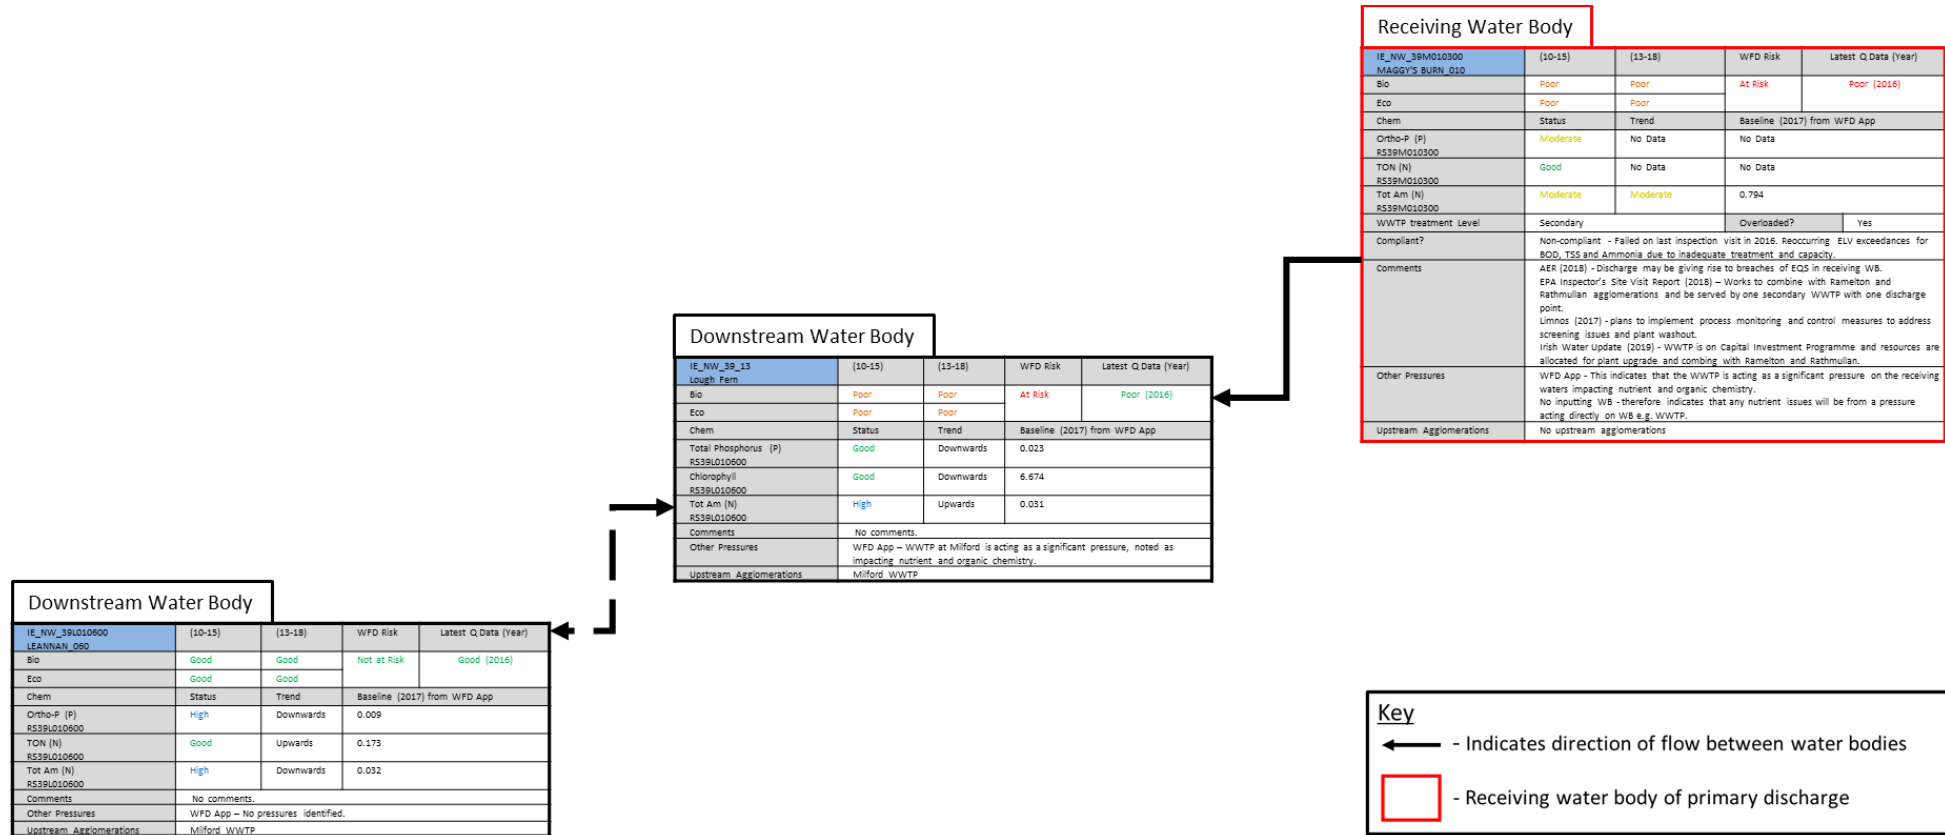 Receiving Water Body
IE_NW_39M010300 (10-15) (13-18) WFD Risk Latest Q Data (Year)
MAGGY'S BURN_010
Bio Poor Poor At Risk Poor (2016)
Eco Poor Poor
Chem Status Trend Baseline (2017) from WFD App
Ortho-P (P) Moderate No Data No Data
RS39M010300
TON (N) Good No Data No Data
RS39M010300
Tot Am (N) Moderate Moderate 0.794
RS39M010300
WWTP treatment Level Secondary Overloaded? Yes
Compliant? Non-compliant - Failed on last inspection visit in 2016. Reoccurring ELV exceedances for
BOD, TSS and Ammonia due to inadequate treatment and capacity.
Comments AER (2018) - Discharge may be giving rise to breaches of EQS in receiving WB.
EPA Inspector's Site Visit Report (2018) – Works to combine with Ramelton and
Rathmullan agglomerations and be served by one secondary WWTP with one discharge
point.
Limnos (2017) - plans to implement process monitoring and control measures to address
screening issues and plant washout.
Irish Water Update (2019) - WWTP is on Capital Investment Programme and resources are
allocated for plant upgrade and combing with Ramelton and Rathmullan.
Other Pressures WFD App - This indicates that the WWTP is acting as a significant pressure on the receiving
waters impacting nutrient and organic chemistry.
No inputting WB - therefore indicates that any nutrient issues will be from a pressure
acting directly on WB e.g. WWTP.
Upstream Agglomerations No upstream agglomerations
Downstream Water Body
IE_NW_39_13 (10-15) (13-18) WFD Risk Latest Q Data (Year)
Lough Fern
Bio Poor Poor At Risk Poor (2016)
Eco Poor Poor
Chem Status Trend Baseline (2017) from WFD App
Total Phosphorus (P) Good Downwards 0.023
RS39L010600
Chlorophyll Good Downwards 6.674
RS39L010600
Tot Am (N) High Upwards 0.031
RS39L010600
Comments No comments.
Other Pressures WFD App – WWTP at Milford is acting as a significant pressure, noted as
impacting nutrient and organic chemistry.
Upstream Agglomerations Milford WWTP
Downstream Water Body
IE_NW_39L010600 (10-15) (13-18) WFD Risk Latest Q Data (Year)
LEANNAN_060
Bio Good Good Not at Risk Good (2016)
Eco Good Good
Chem Status Trend Baseline (2017) from WFD App
Ortho-P (P) High Downwards 0.009
RS39L010600
TON (N) Good Upwards 0.173
RS39L010600
Tot Am (N) High Downwards 0.032
RS39L010600
Comments No comments.
Other Pressures WFD App – No pressures identified.
Upstream Agglomerations Milford WWTP
Key
- Indicates direction of flow between water bodies
- Receiving water body of primary discharge